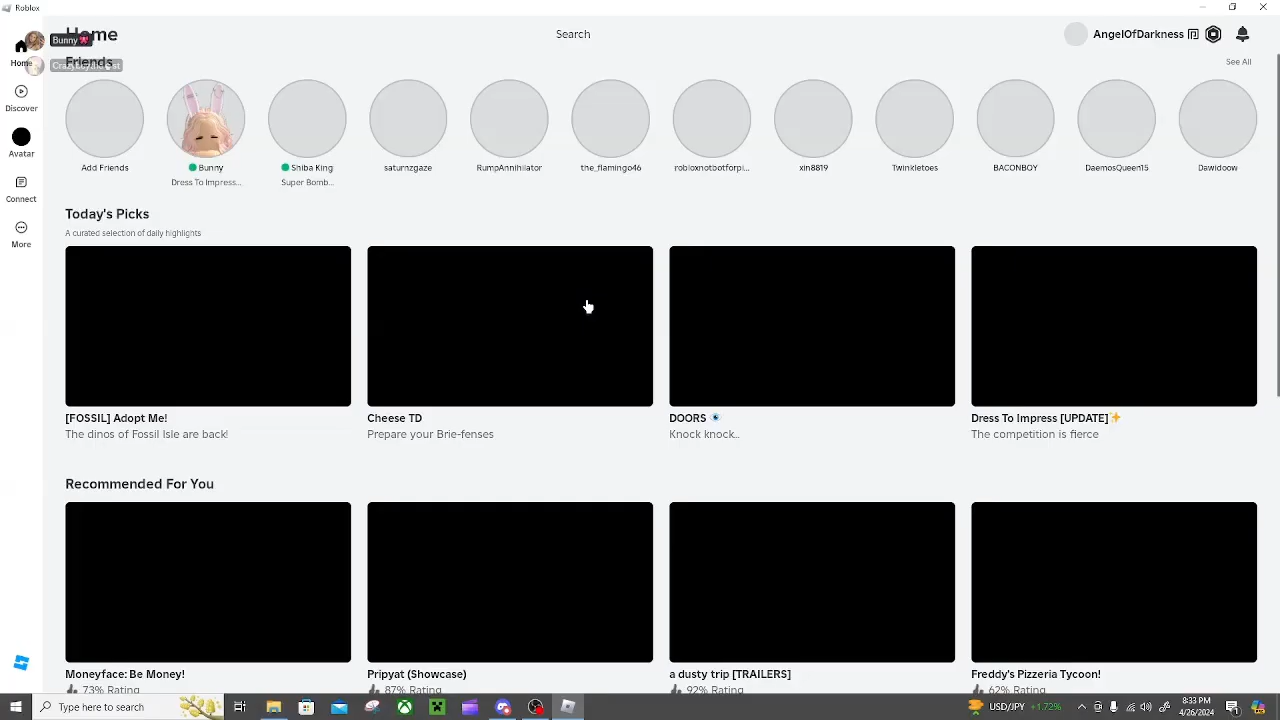 Roblox
Home
Search
AngelOfDarkness
Bunny
Friends
See All
Home
Discover
Avatar
Connect
More
Add Friends
Bunny
Shiba King
saturnzgaze
RumpAnnihilator
the_flamingo46
robloxnotbotforpi...
xin8819
Twinkletoes
BACONBOY
DaemosQueen15
Dawidoow
Dress To Impress...
Super Bomb...
Today's Picks
A curated selection of daily highlights
[FOSSIL] Adopt Me!
Cheese TD
DOORS 👁
Dress To Impress [UPDATE]✨
The dinos of Fossil Isle are back!
Prepare your Brie-fenses
Knock knock...
The competition is fierce
Recommended For You
Moneyface: Be Money!
Pripyat (Showcase)
a dusty trip [TRAILERS]
Freddy's Pizzeria Tycoon!
73% Rating
87% Rating
92% Rating
62% Rating
Type here to search
USD/JPY +1.72%
8:33 PM
4/26/2024